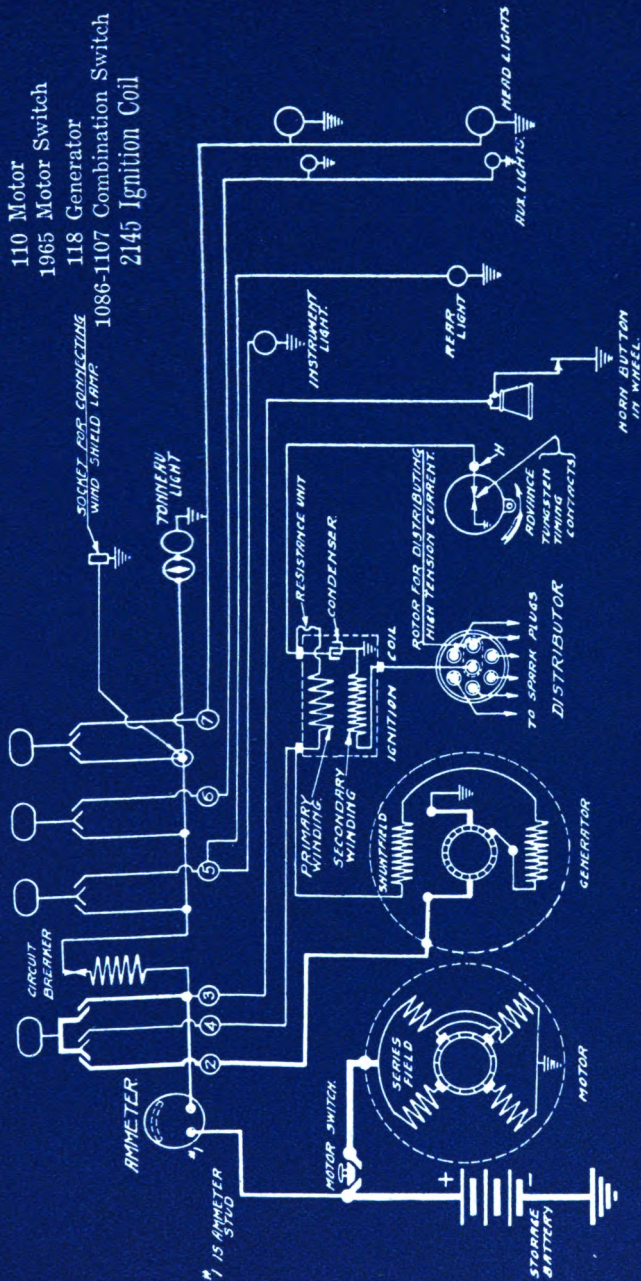 110 Motor
1965 Motor Switch
118 Generator
1086-1107 Combination Switch
2145 Ignition Coil
SOCKET FOR CONNECTING
WIND SHIELD LAMP.
TONNEAU
LIGHT
CIRCUIT
BREAKER
AMMETER
#1
#1 IS AMMETER
STUD
2
4
3
5
6
7
INSTRUMENT
LIGHT.
REAR
LIGHT
AUX. LIGHTS.
HEAD LIGHTS
RESISTANCE UNIT
CONDENSER.
PRIMARY
WINDING.
SECONDARY
WINDING
IGNITION COIL
ROTOR FOR DISTRIBUTING
HIGH TENSION CURRENT.
H
ADVANCE
TUNGSTEN
TIMING
CONTACTS
TO SPARK PLUGS
DISTRIBUTOR
HORN BUTTON
IN WHEEL.
SHUNT FIELD
GENERATOR
SERIES
FIELD
MOTOR
MOTOR SWITCH.
+
-
STORAGE
BATTERY